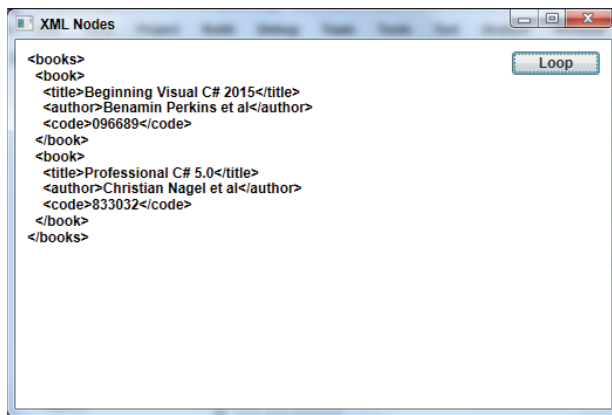 XML Nodes
Loop
<books>
<book>
<title>Beginning Visual C# 2015</title>
<author>Benamin Perkins et al</author>
<code>096689</code>
</book>
<book>
<title>Professional C# 5.0</title>
<author>Christian Nagel et al</author>
<code>833032</code>
</book>
</books>